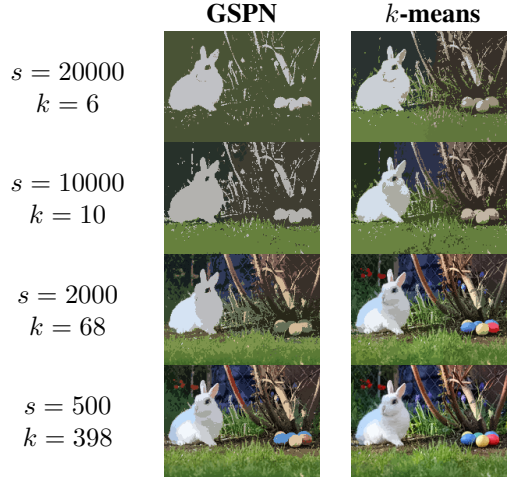 GSPN k-means
s = 20000
k = 6
s = 10000
k = 10
s = 2000
k = 68
s = 500
k = 398